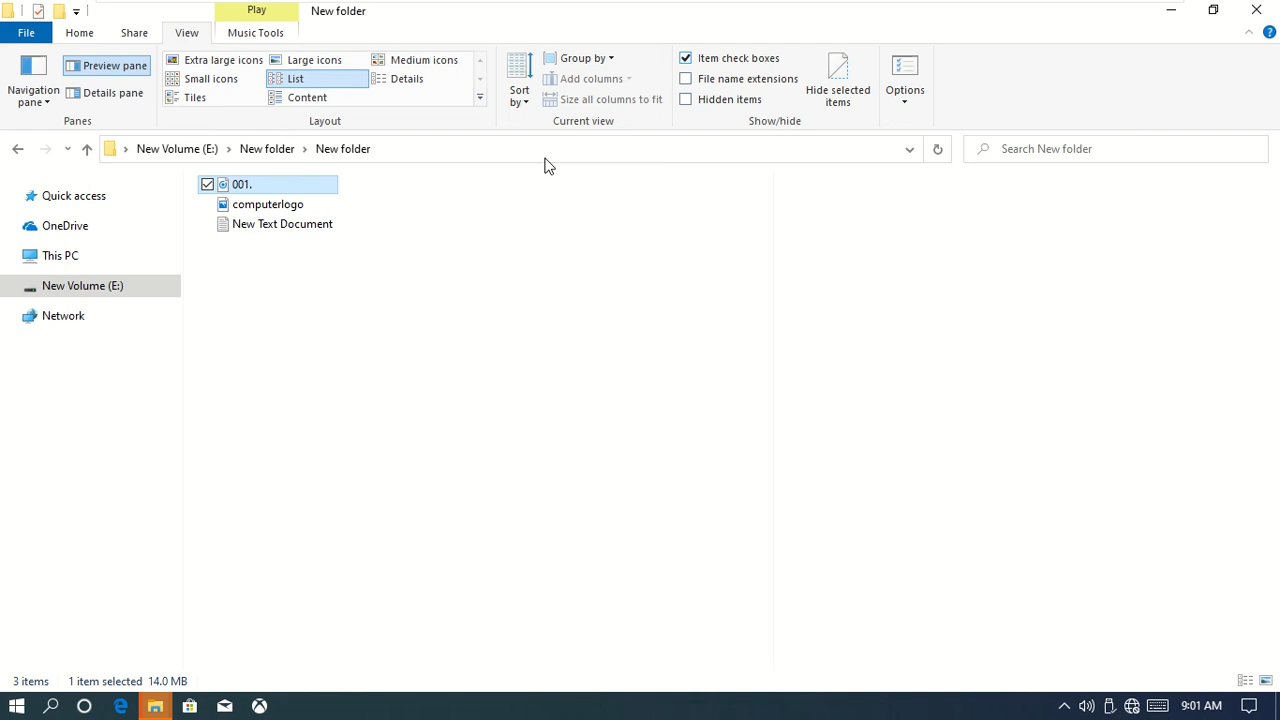 Play
New folder
File
Home
Share
View
Music Tools
Navigation pane
Preview pane
Details pane
Panes
Extra large icons
Large icons
Medium icons
Small icons
List
Details
Tiles
Content
Layout
Sort by
Group by
Add columns
Size all columns to fit
Current view
Item check boxes
File name extensions
Hidden items
Hide selected items
Show/hide
Options
New Volume (E:) New folder New folder
Search New folder
Quick access
OneDrive
This PC
New Volume (E:)
Network
001.
computerlogo
New Text Document
3 items 1 item selected 14.0 MB
9:01 AM